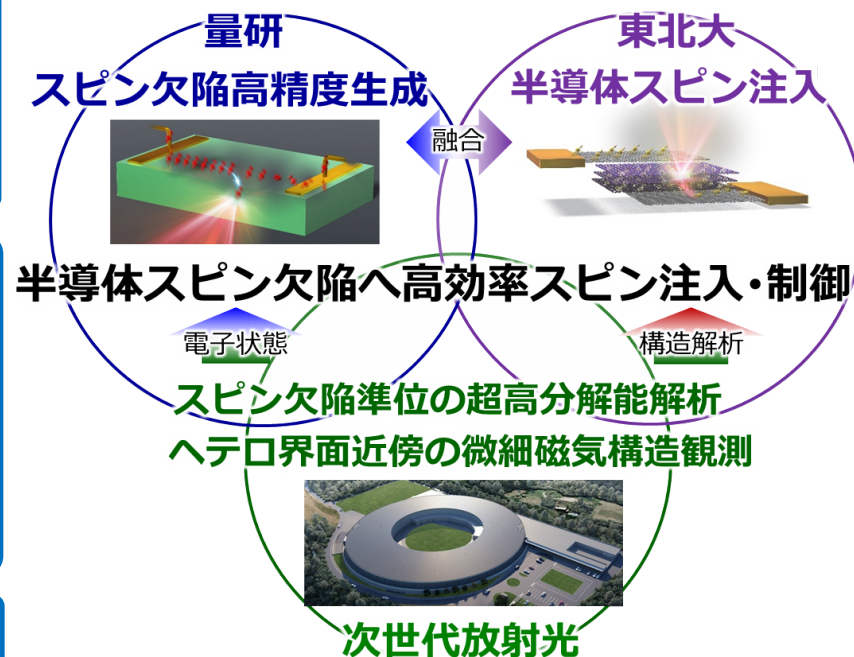 量研
スピン欠陥高精度生成
東北大
半導体スピン注入
融合
半導体スピン欠陥へ高効率スピン注入・制御
電子状態
構造解析
スピン欠陥準位の超高分解能解析
ヘテロ界面近傍の微細磁気構造観測
次世代放射光